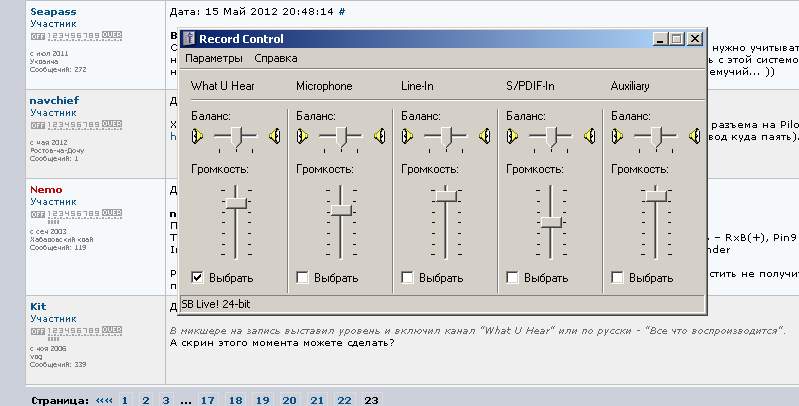 Seapass
Дата: 15 Май 2012 20:48:14 #
Участник
OFF 123456789 OVER
с июл 2011
Украина
Сообщений: 272
нужно учитывать
с этой системо
емучий... ))
Record Control
Параметры Справка
What U Hear Microphone Line-In S/PDIF-In Auxiliary
Баланс: Баланс: Баланс: Баланс: Баланс:
Громкость: Громкость: Громкость: Громкость: Громкость:
Выбрать Выбрать Выбрать Выбрать Выбрать
SB Live! 24-bit
navchief
Участник
OFF 123456789 OVER
с мая 2012
Ростов-на-Дону
Сообщений: 1
разъема на Pilo
вод куда паять).
Nemo
Участник
OFF 123456789 OVER
с сен 2003
Хабаровский край
Сообщений: 119
– RxB(+), Pin9
nder
стить не получи
Kit
Участник
OFF 123456789 OVER
с ноя 2006
vbg
Сообщений: 339
В микшере на запись выставил уровень и включил канал "What U Hear" или по русски - "Все что воспроизводится".
А скрин этого момента можете сделать?
Страница: «« 1 2 3 ... 17 18 19 20 21 22 23